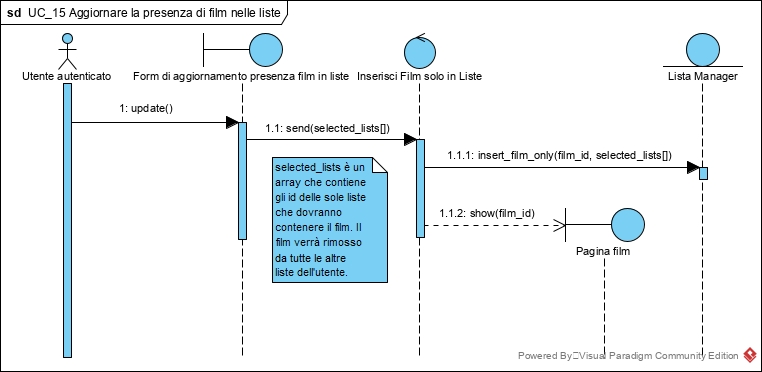 sd UC_15 Aggiornare la presenza di film nelle liste
Utente autenticato
Form di aggiornamento presenza film in liste
Inserisci Film solo in Liste
Lista Manager
1: update()
1.1: send(selected_lists[])
1.1.1: insert_film_only(film_id, selected_lists[])
selected_lists è un
array che contiene
gli id delle sole liste
che dovranno
contenere il film. Il
film verrà rimosso
da tutte le altre
liste dell'utente.
1.1.2: show(film_id)
Pagina film
Powered By Visual Paradigm Community Edition